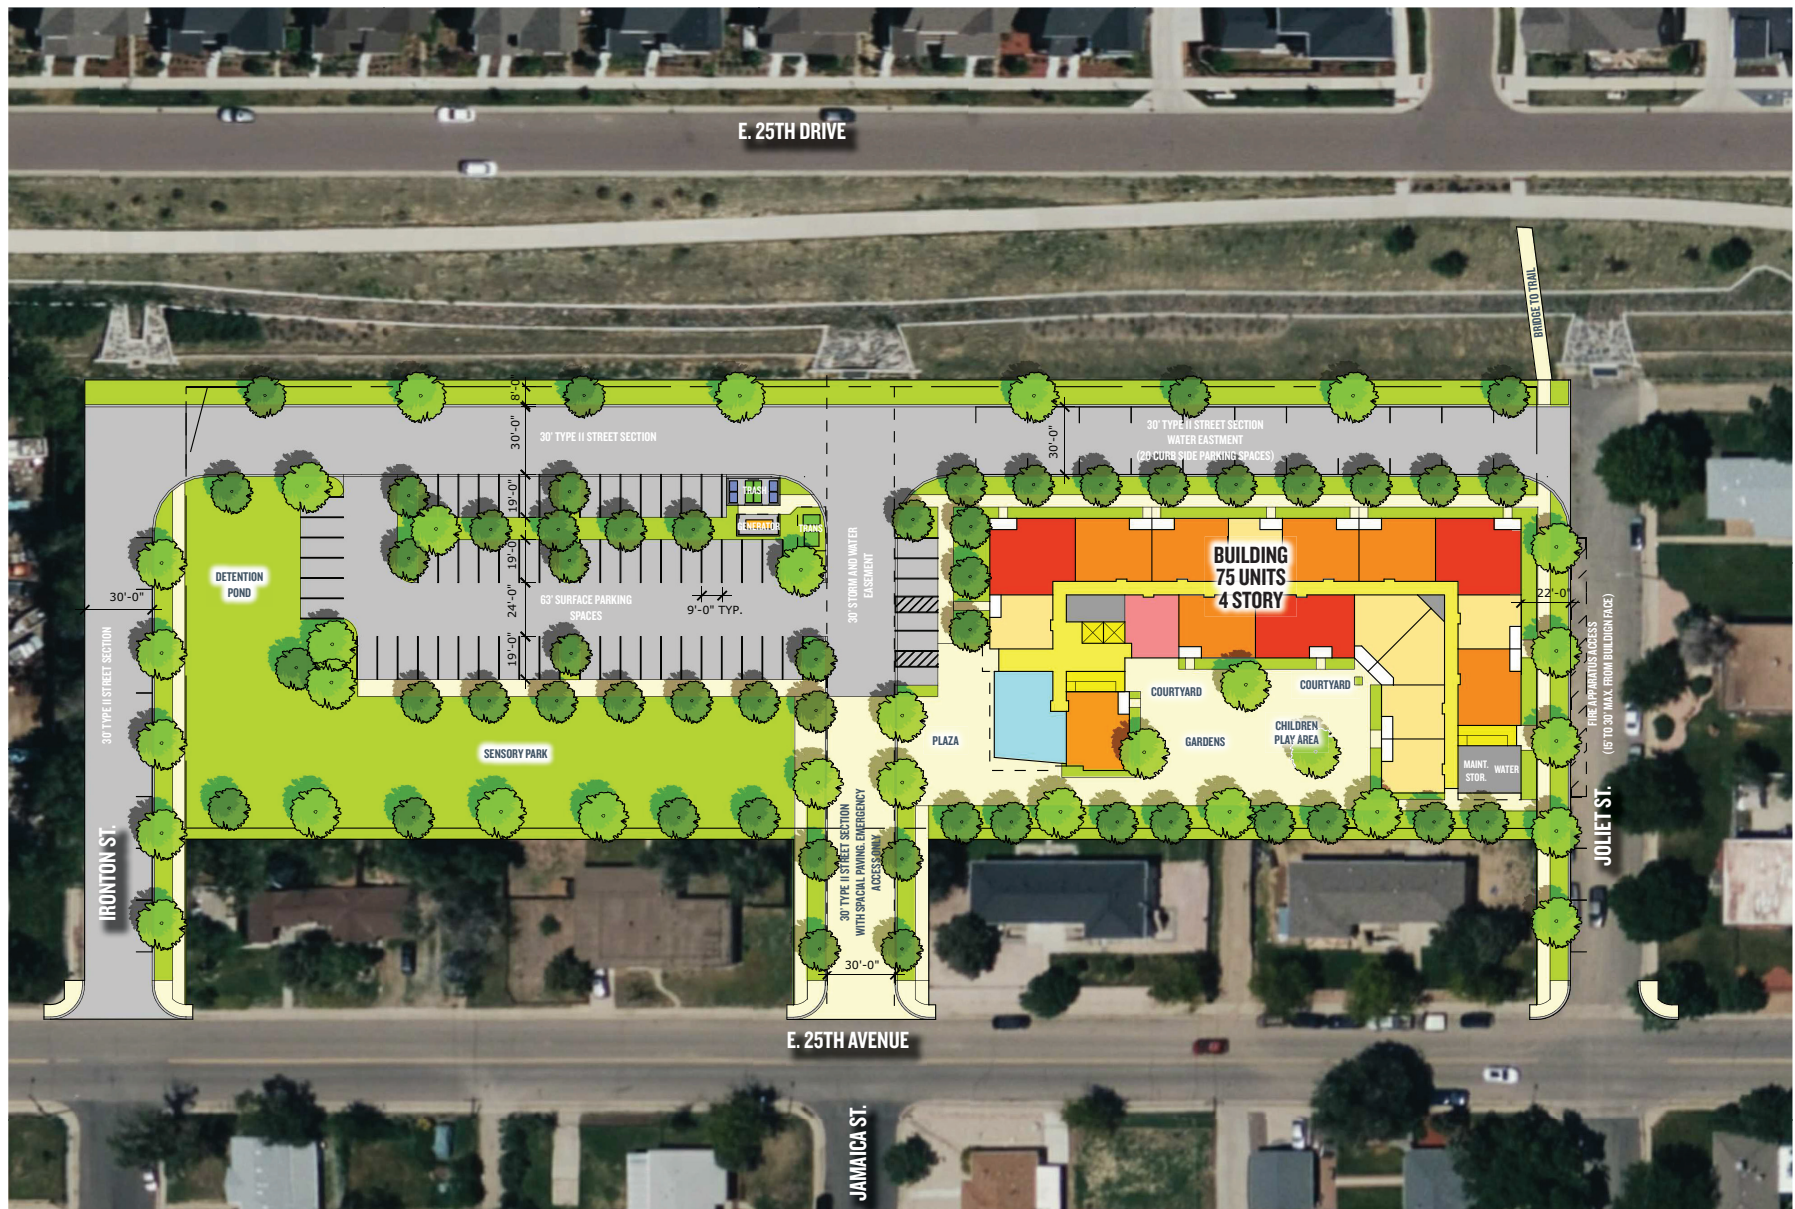 E. 25TH DRIVE
BRIDGE TO TRAIL
8'-0"
30'-0"
30' TYPE II STREET SECTION
30'-0"
30' TYPE II STREET SECTION
WATER EASTMENT
(20 CURB SIDE PARKING SPACES)
19'-0"
TRASH
GENERATOR
TRANS
19'-0"
30' STORM AND WATER
EASEMENT
BUILDING
75 UNITS
4 STORY
DETENTION
POND
30'-0"
24'-0"
63' SURFACE PARKING
SPACES
9'-0" TYP.
22'-0"
19'-0"
30' TYPE II STREET SECTION
FIRE APPARATUS ACCESS
(15' TO 30' MAX. FROM BUILDIGN FACE)
COURTYARD
COURTYARD
SENSORY PARK
PLAZA
GARDENS
CHILDREN
PLAY AREA
MAINT.
STOR.
WATER
30' TYPE II STREET SECTION
WITH SPACIAL PAVING. EMERGENCY
ACCESS ONLY
IRONTON ST.
JOLIET ST.
30'-0"
E. 25TH AVENUE
JAMAICA ST.